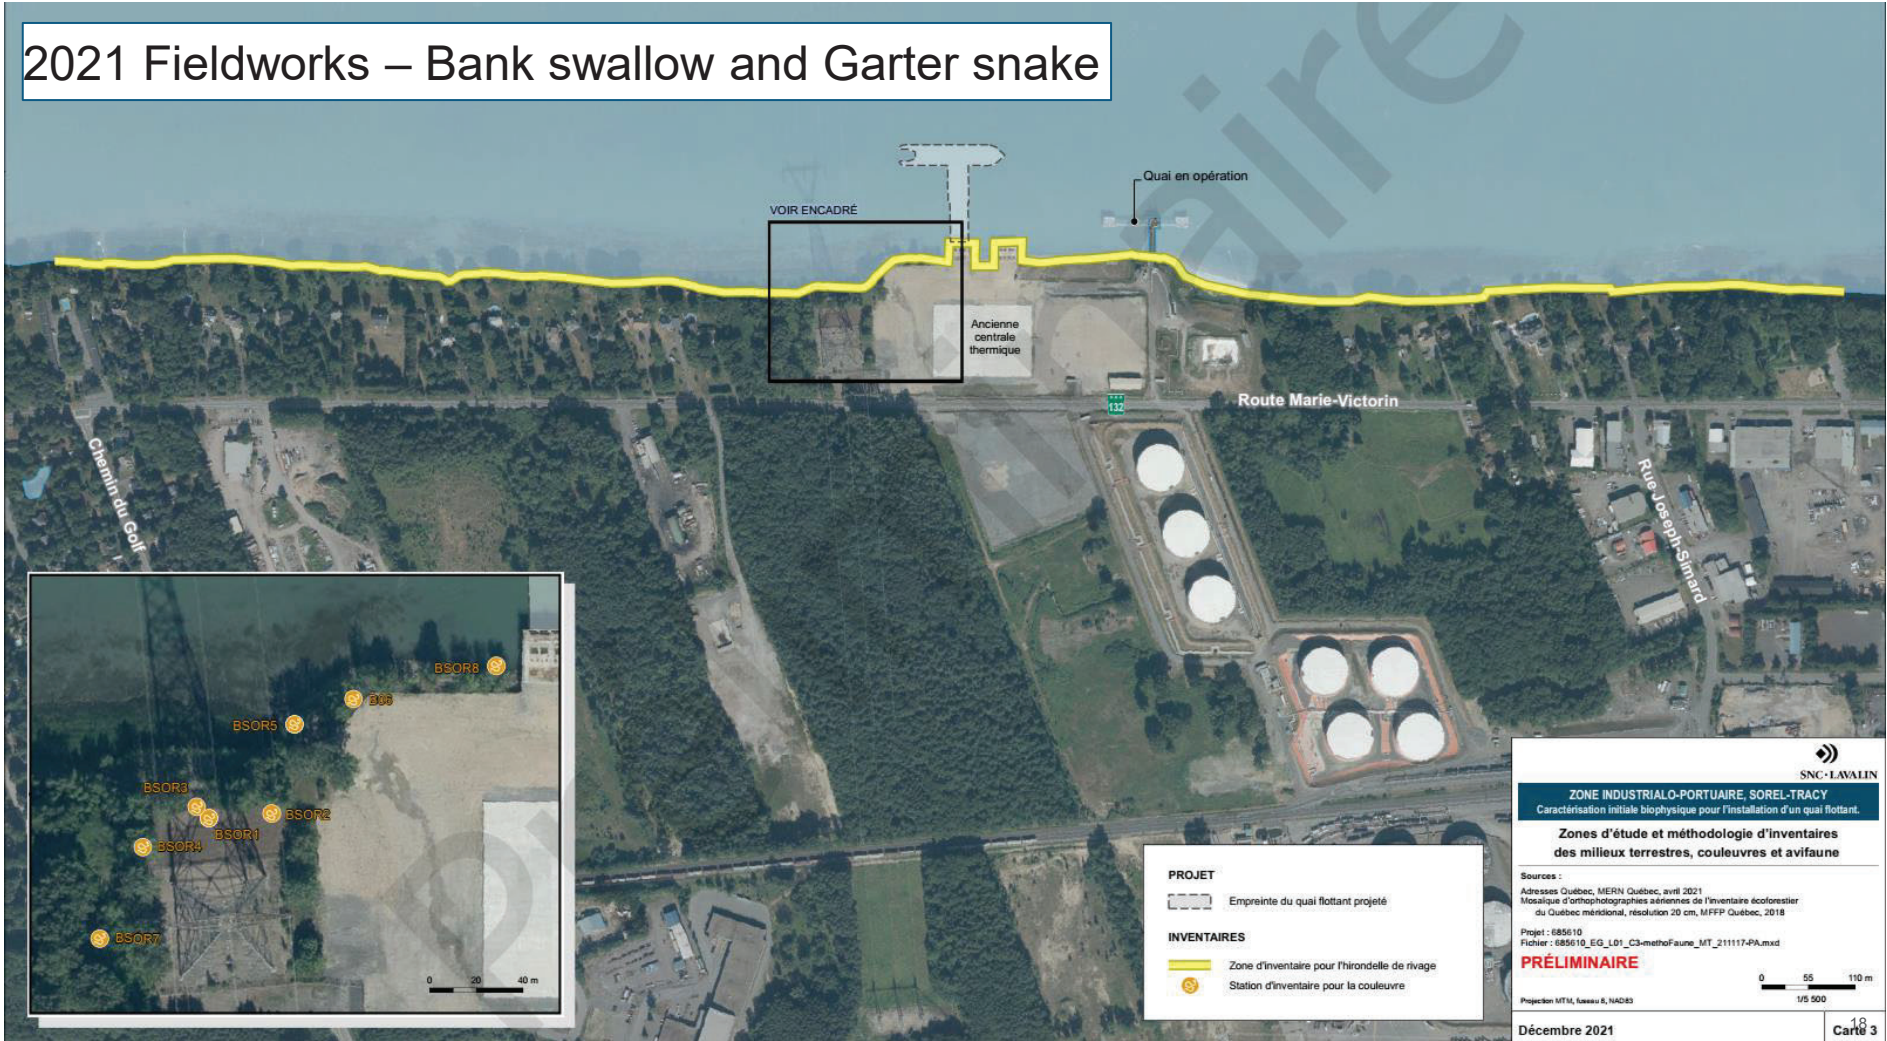 2021 Fieldworks – Bank swallow and Garter snake
Quai en opération
VOIR ENCADRÉ
Ancienne
centrale
thermique
132
Route Marie-Victorin
Chemin du Golf
Rue Joseph-Simard
BSOR8
BSOR5
BSOR3
BSOR2
BSOR1
BSOR4
BSOR7
0 20 40 m
PROJET
Empreinte du quai flottant projeté
INVENTAIRES
Zone d'inventaire pour l'hirondelle de rivage
Station d'inventaire pour la couleuvre
SNC·LAVALIN
ZONE INDUSTRIALO-PORTUAIRE, SOREL-TRACY
Caractérisation initiale biophysique pour l'installation d'un quai flottant.
Zones d'étude et méthodologie d'inventaires
des milieux terrestres, couleuvres et avifaune
Sources :
Adresses Québec, MERN Québec, avril 2021
Mosaïque d'orthophotographies aériennes de l'inventaire écoforestier
du Québec méridional, résolution 20 cm, MFFP Québec, 2018
Projet : 685610
Fichier : 685610_EG_L01_C3-methoFaune_MT_211117-PA.mxd
PRÉLIMINAIRE
0 55 110 m
1/5 500
Projection MTM, fuseau 8, NAD83
Décembre 2021
Carte 3
18
Préliminaire